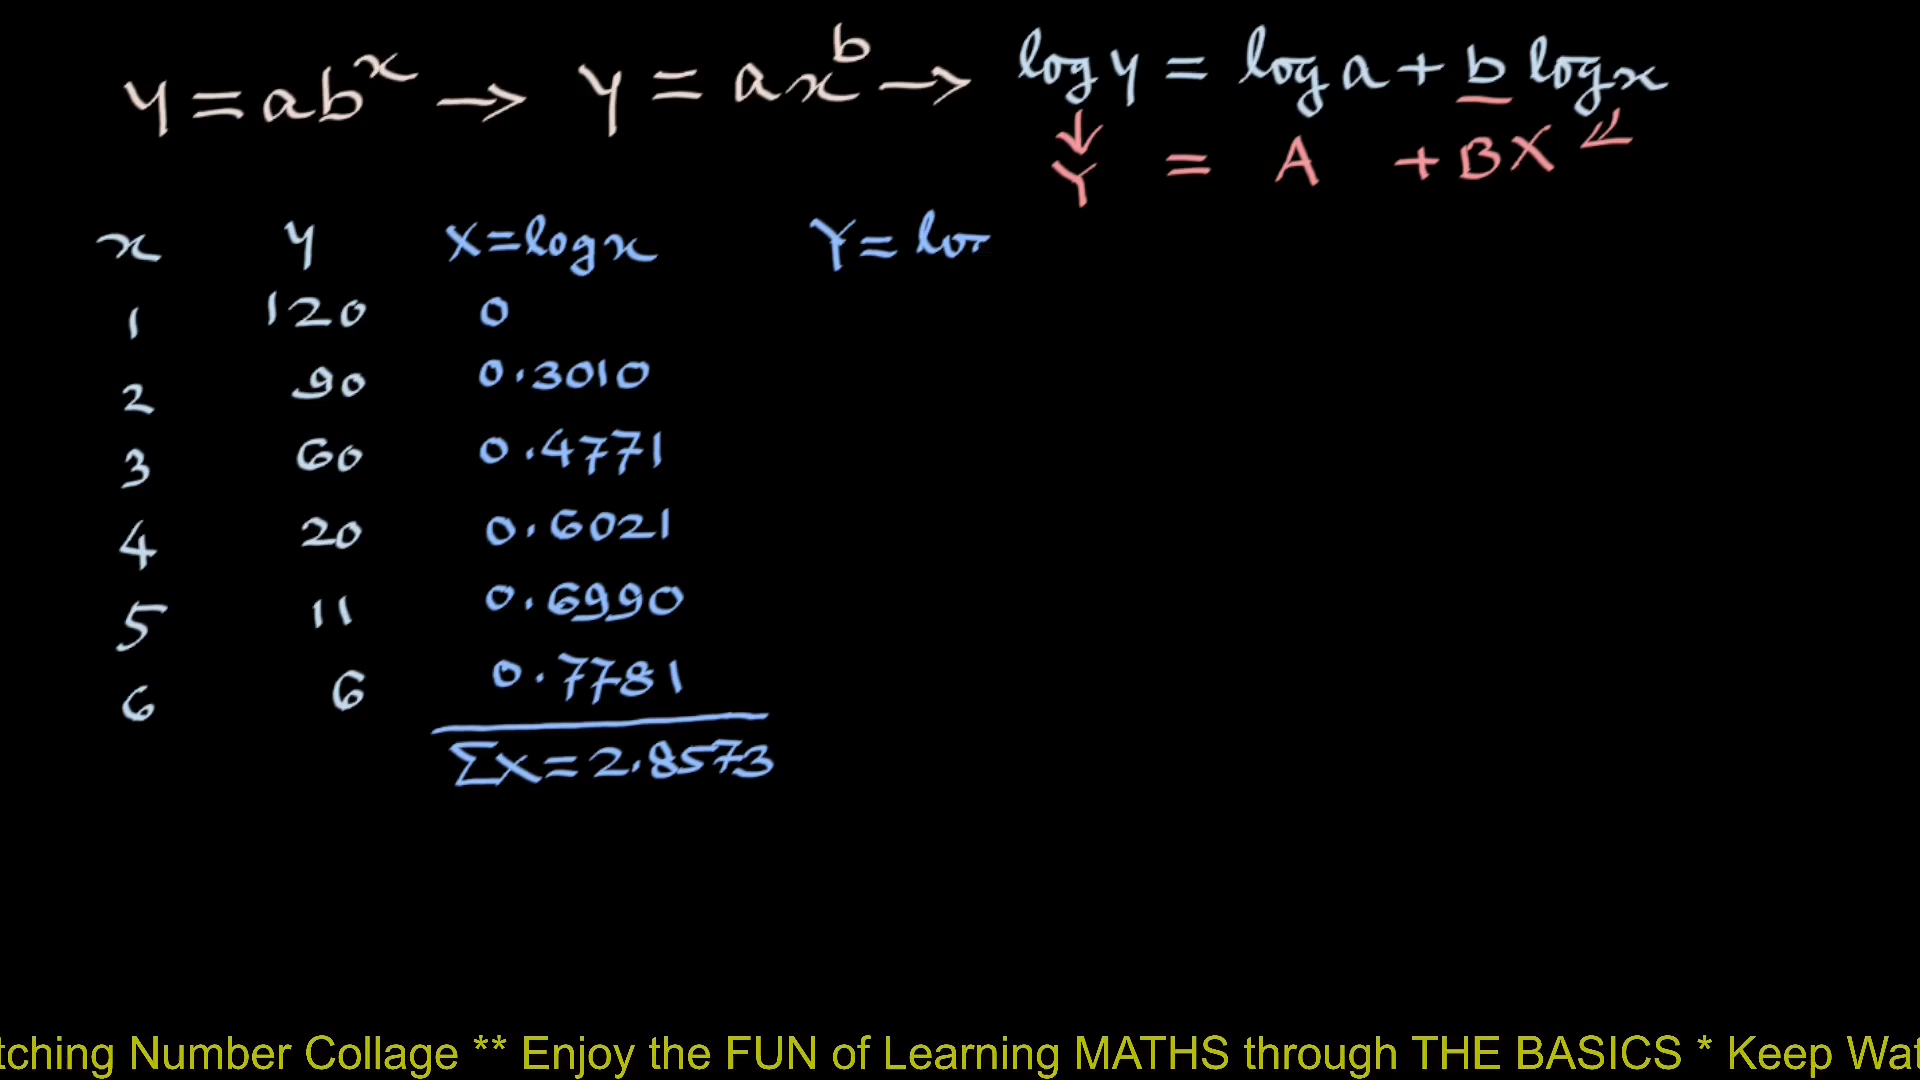 y = ab^x → y = ax^b → log y = log a + b log x
Y = A + BX
x y X = log x Y = lo
1 120 0
2 90 0.3010
3 60 0.4771
4 20 0.6021
5 11 0.6990
6 6 0.7781
ΣX = 2.8573
tching Number Collage ** Enjoy the FUN of Learning MATHS through THE BASICS * Keep Wat